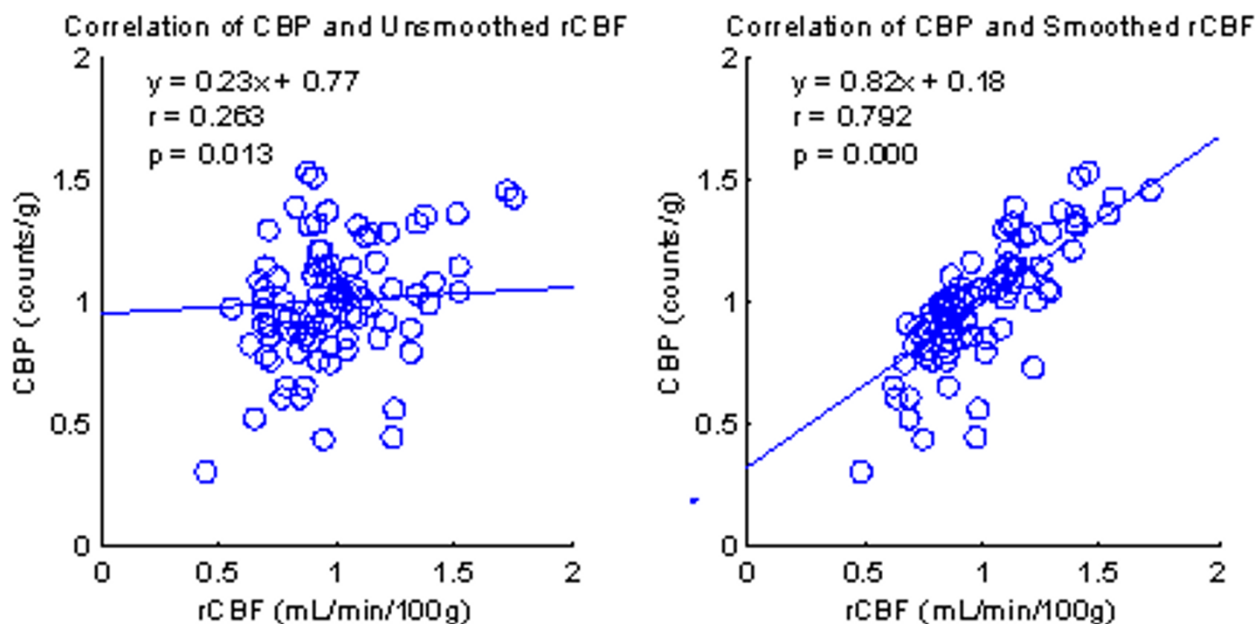 Correlation of CBP and Unsmoothed rCBF
y = 0.23x + 0.77
r = 0.263
p = 0.013
CBP (counts/g)
2
1.5
1
0.5
0
0 0.5 1 1.5 2
rCBF (mL/min/100g)
Correlation of CBP and Smoothed rCBF
y = 0.82x + 0.18
r = 0.792
p = 0.000
CBP (counts/g)
2
1.5
1
0.5
0
0 0.5 1 1.5 2
rCBF (mL/min/100g)